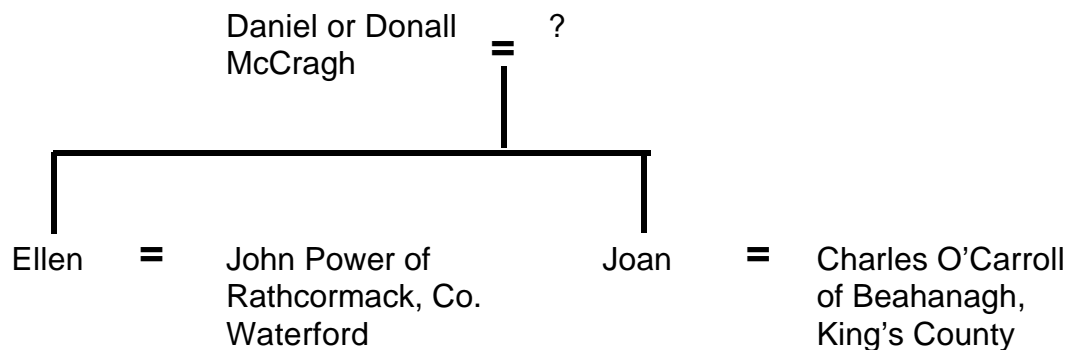 Daniel or Donall = ?
McCragh
Ellen = John Power of
Rathcormack, Co.
Waterford
Joan = Charles O’Carroll
of Beahanagh,
King’s County